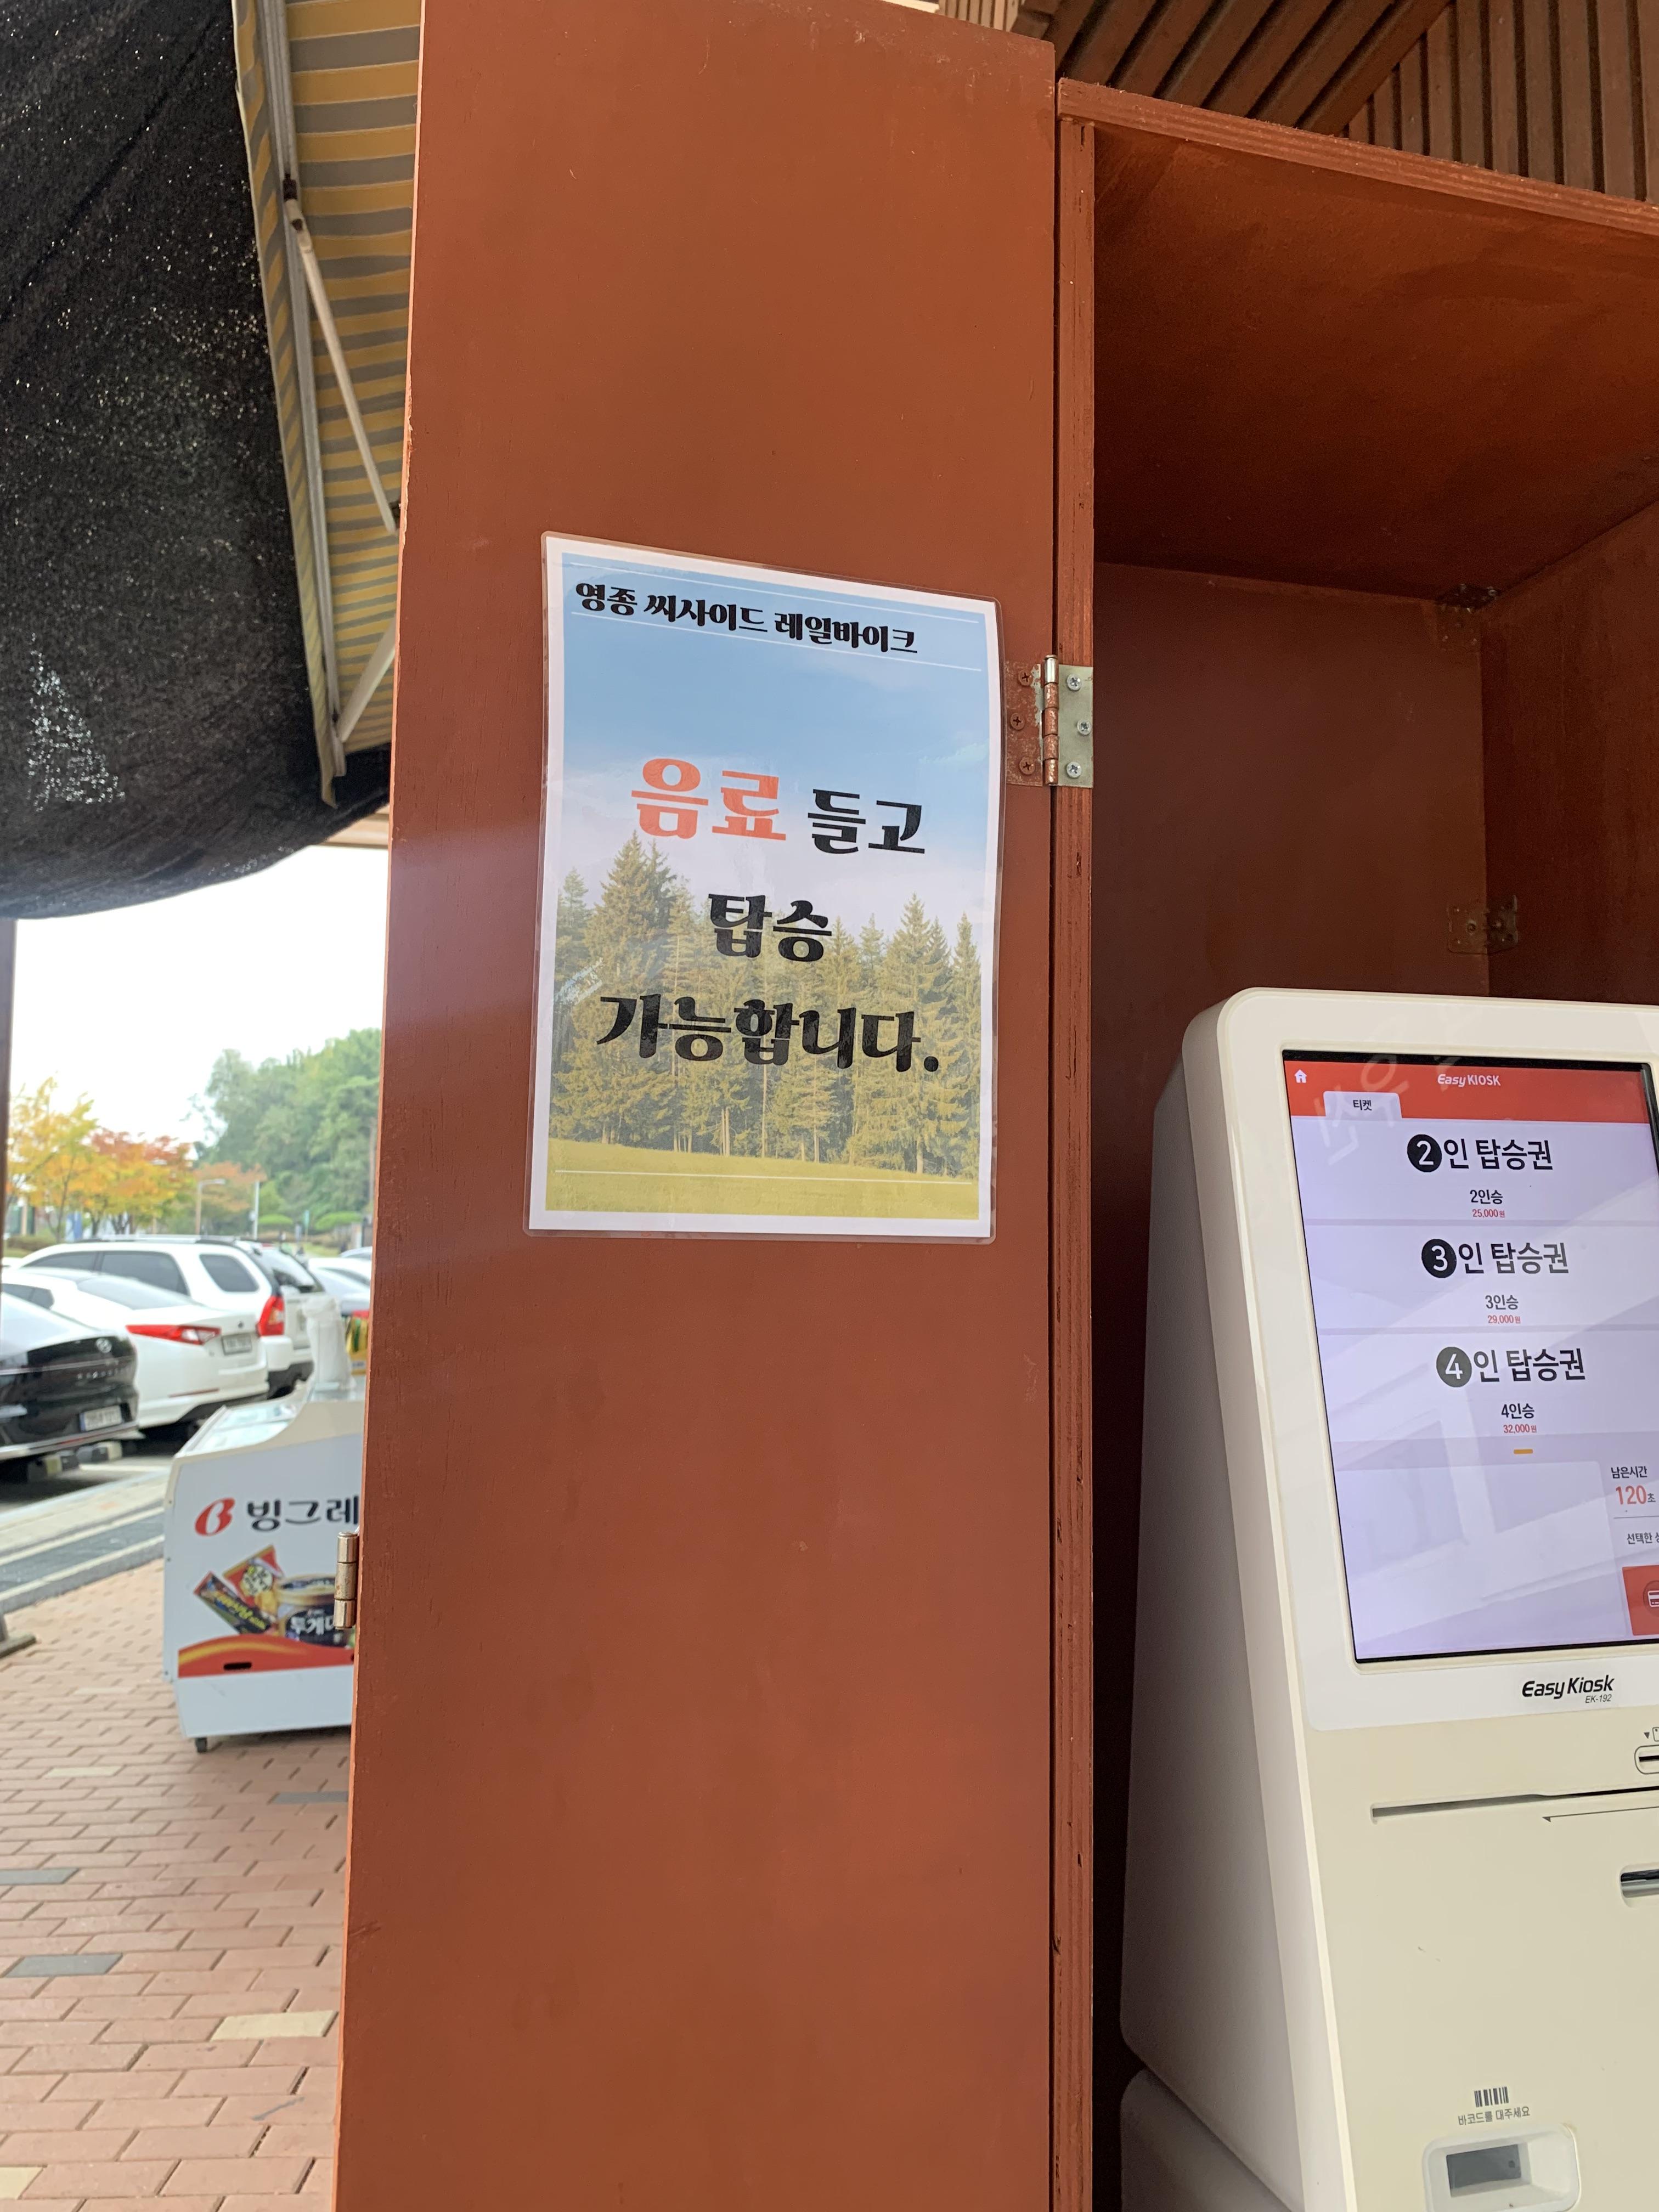 영종 씨사이드 레일바이크
음료 들고
탑승
가능합니다.
Easy KIOSK
티켓
2인 탑승권
2인승
25,000원
3인 탑승권
3인승
29,000원
4인 탑승권
4인승
32,000원
남은시간
120초
선택한
Easy Kiosk
EK-192
바코드를 대주세요
빙그레
투게더